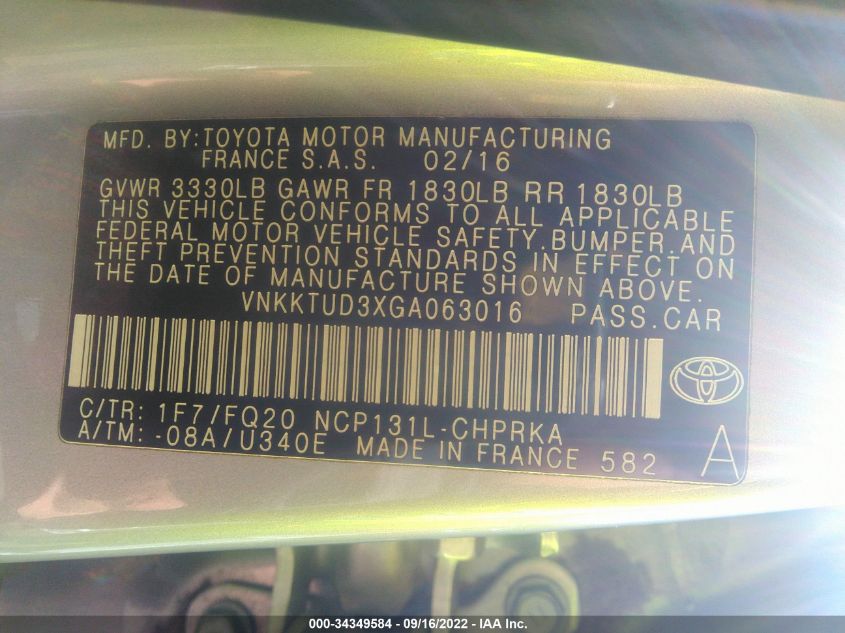 MFD. BY: TOYOTA MOTOR MANUFACTURING
FRANCE S.A.S. 02/16
GVWR 3330LB GAWR FR 1830LB RR 1830LB
THIS VEHICLE CONFORMS TO ALL APPLICABLE
FEDERAL MOTOR VEHICLE SAFETY, BUMPER, AND
THEFT PREVENTION STANDARDS IN EFFECT ON
THE DATE OF MANUFACTURE SHOWN ABOVE.
VNKKTUD3XGA063016 PASS.CAR
C/TR: 1F7/FQ20 NCP131L-CHPRKA
A/TM: -08A/U340E MADE IN FRANCE 582 A
000-34349584 - 09/16/2022 - IAA Inc.